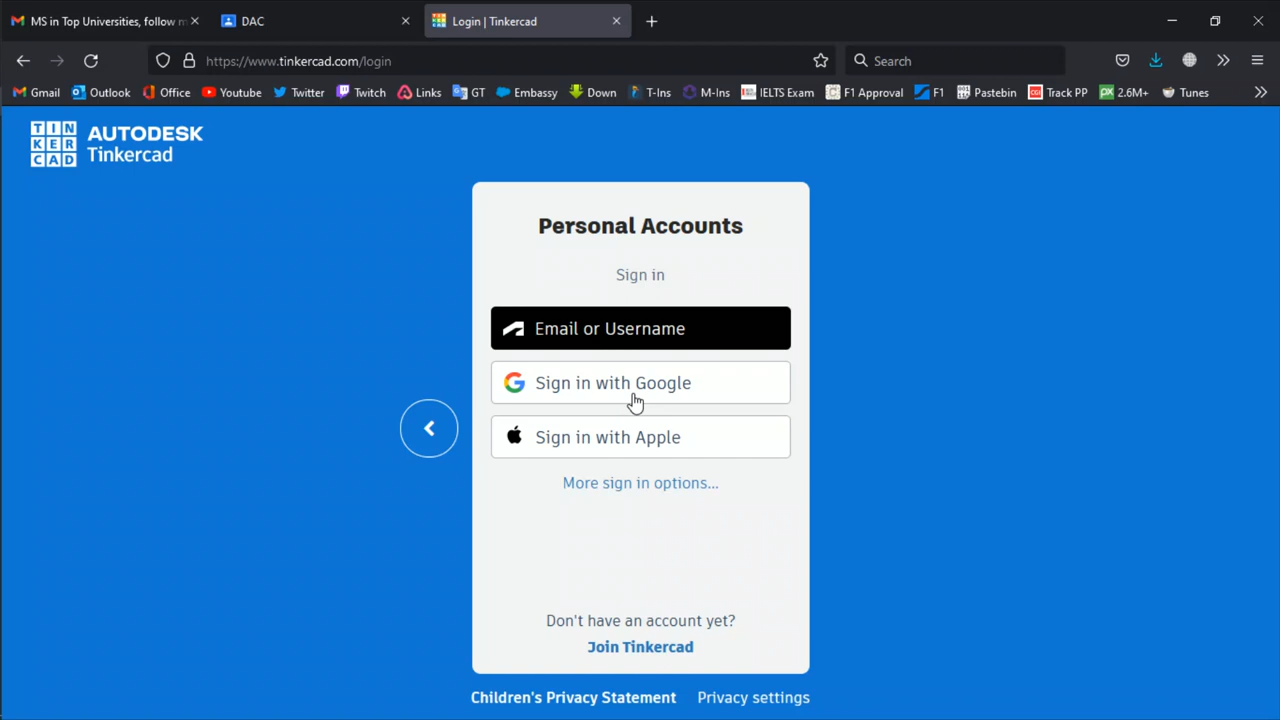 MS in Top Universities, follow m
DAC
Login | Tinkercad
https://www.tinkercad.com/login
Search
Gmail
Outlook
Office
Youtube
Twitter
Twitch
Links
GT
Embassy
Down
T-Ins
M-Ins
IELTS Exam
F1 Approval
F1
Pastebin
Track PP
2.6M+
Tunes
TIN
KER
CAD
AUTODESK
Tinkercad
Personal Accounts
Sign in
Email or Username
Sign in with Google
Sign in with Apple
More sign in options...
Don't have an account yet?
Join Tinkercad
Children's Privacy Statement
Privacy settings